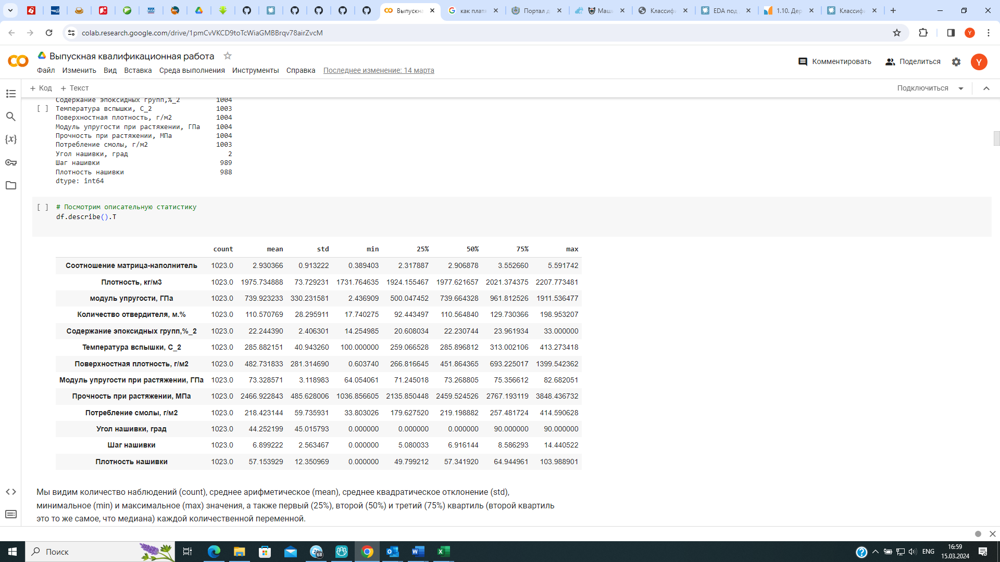 Выпускна
как плат
Портал д
Маш
Классиф
EDA под
1.10. Дер
Классифи
colab.research.google.com/drive/1pmCvVKCD9toTcWiaGMBBrqv78airZvcM
Y
CO Выпускная квалификационная работа
Файл Изменить Вид Вставка Среда выполнения Инструменты Справка Последнее изменение: 14 марта
Комментировать Поделиться Y
+ Код + Текст Подключиться
Содержание эпоксидных групп,%_2 1004
[ ] Температура вспышки, С_2 1003
Поверхностная плотность, г/м2 1004
Модуль упругости при растяжении, ГПа 1004
Прочность при растяжении, МПа 1004
Потребление смолы, г/м2 1003
Угол нашивки, град 2
Шаг нашивки 989
Плотность нашивки 988
dtype: int64
[ ] # Посмотрим описательную статистику
df.describe().T
count mean std min 25% 50% 75% max
Соотношение матрица-наполнитель 1023.0 2.930366 0.913222 0.389403 2.317887 2.906878 3.552660 5.591742
Плотность, кг/м3 1023.0 1975.734888 73.729231 1731.764635 1924.155467 1977.621657 2021.374375 2207.773481
модуль упругости, ГПа 1023.0 739.923233 330.231581 2.436909 500.047452 739.664328 961.812526 1911.536477
Количество отвердителя, м.% 1023.0 110.570769 28.295911 17.740275 92.443497 110.564840 129.730366 198.953207
Содержание эпоксидных групп,%_2 1023.0 22.244390 2.406301 14.254985 20.608034 22.230744 23.961934 33.000000
Температура вспышки, С_2 1023.0 285.882151 40.943260 100.000000 259.066528 285.896812 313.002106 413.273418
Поверхностная плотность, г/м2 1023.0 482.731833 281.314690 0.603740 266.816645 451.864365 693.225017 1399.542362
Модуль упругости при растяжении, ГПа 1023.0 73.328571 3.118983 64.054061 71.245018 73.268805 75.356612 82.682051
Прочность при растяжении, МПа 1023.0 2466.922843 485.628006 1036.856605 2135.850448 2459.524526 2767.193119 3848.436732
Потребление смолы, г/м2 1023.0 218.423144 59.735931 33.803026 179.627520 219.198882 257.481724 414.590628
Угол нашивки, град 1023.0 44.252199 45.015793 0.000000 0.000000 0.000000 90.000000 90.000000
Шаг нашивки 1023.0 6.899222 2.563467 0.000000 5.080033 6.916144 8.586293 14.440522
Плотность нашивки 1023.0 57.153929 12.350969 0.000000 49.799212 57.341920 64.944961 103.988901
Мы видим количество наблюдений (count), среднее арифметическое (mean), среднее квадратическое отклонение (std),
минимальное (min) и максимальное (max) значения, а также первый (25%), второй (50%) и третий (75%) квартиль (второй квартиль
это то же самое, что медиана) каждой количественной переменной.
Поиск
68
ENG
16:59
15.03.2024